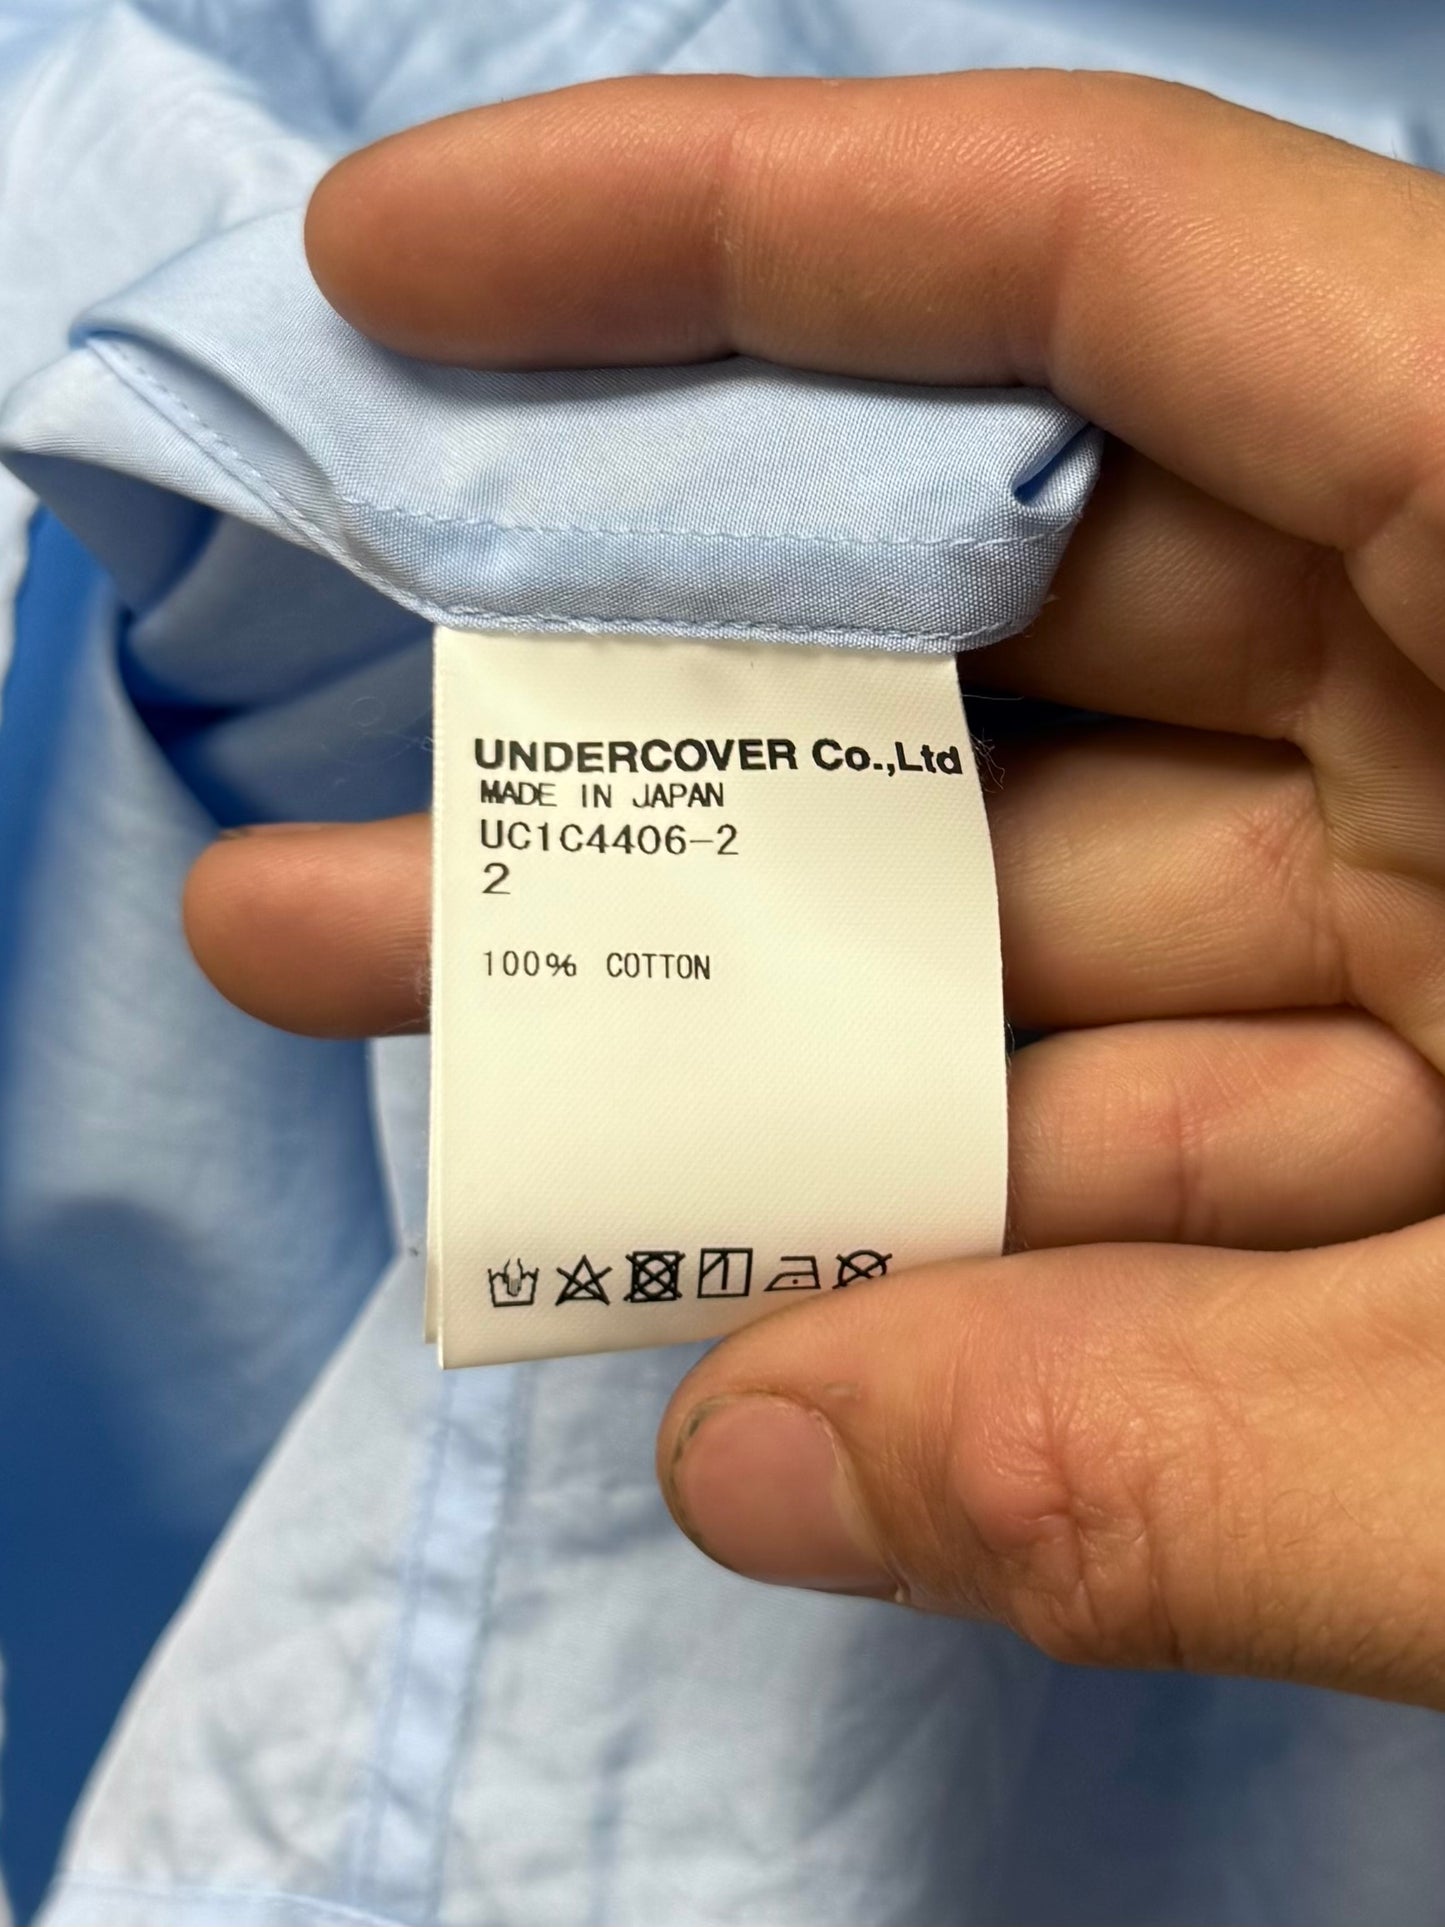 UNDERCOVER Co.,Ltd
MADE IN JAPAN
UC1C4406-2
2
100% COTTON